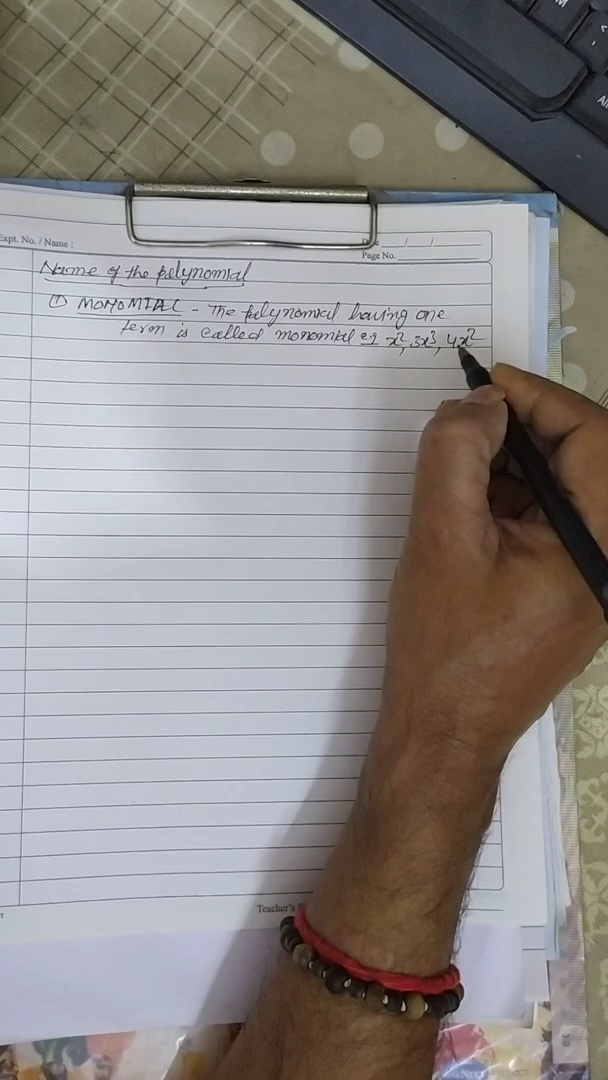 Expt. No. / Name :
Page No.
Name of the polynomial
① MONOMIAL - The polynomial having one
term is called monomial eg x², 3x³, 4x²
Teacher's